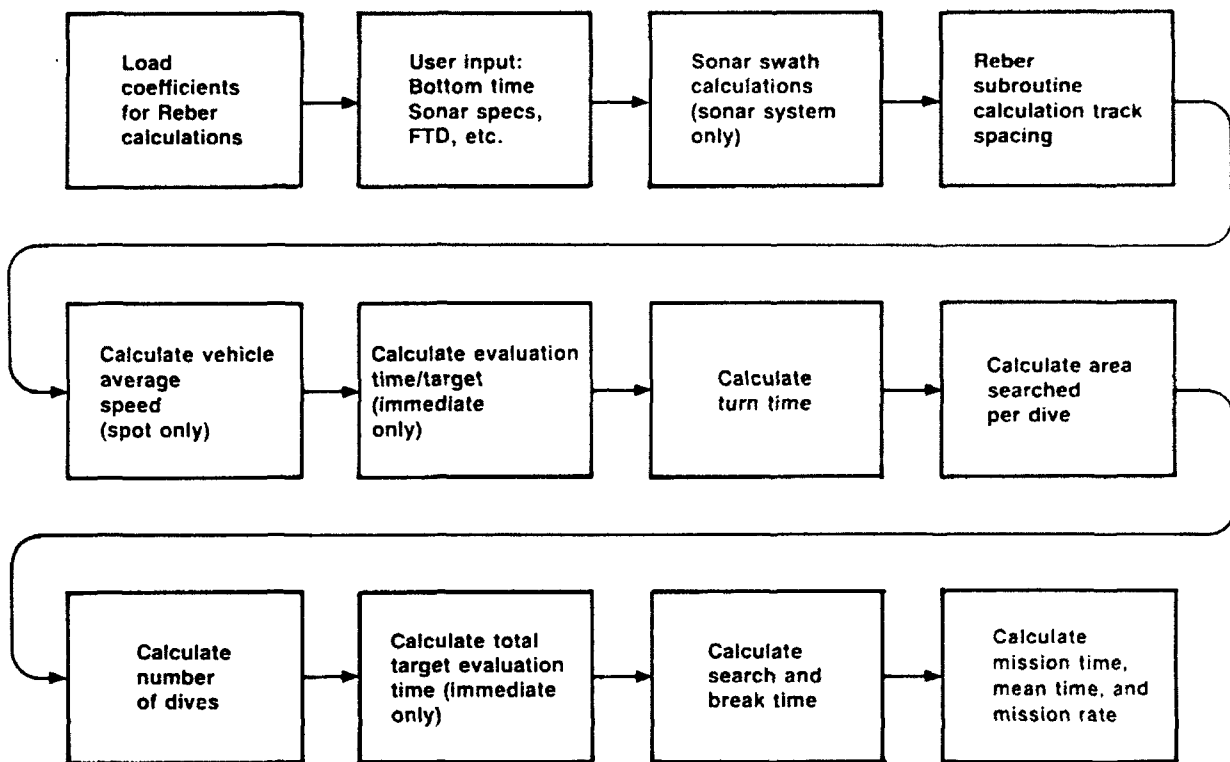 Load
coefficients
for Reber
calculations
User input:
Bottom time
Sonar specs,
FTD, etc.
Sonar swath
calculations
(sonar system
only)
Reber
subroutine
calculation track
spacing
Calculate vehicle
average
speed
(spot only)
Calculate evaluation
time/target
(immediate
only)
Calculate
turn time
Calculate area
searched
per dive
Calculate
number
of dives
Calculate total
target evaluation
time (immediate
only)
Calculate
search and
break time
Calculate
mission time,
mean time, and
mission rate